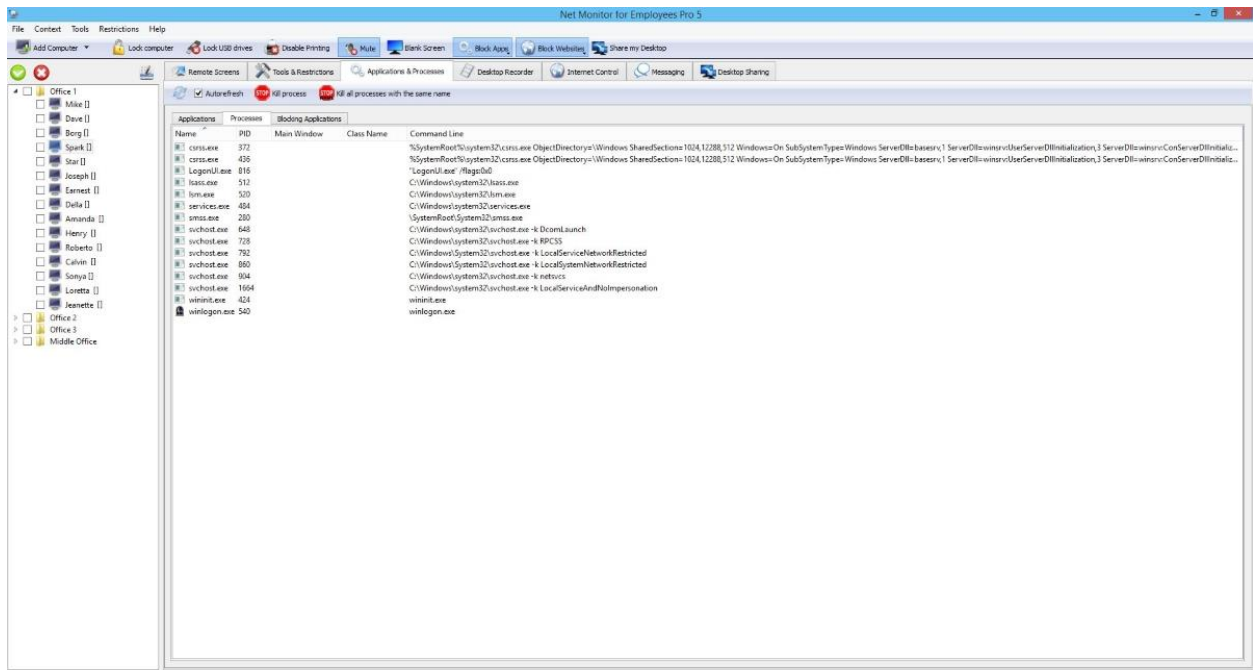 Net Monitor for Employees Pro 5
File Context Tools Restrictions Help
Add Computer Lock computer Lock USB drives Disable Printing Mute Blank Screen Block Apps Block Websites Share my Desktop
Remote Screens Tools & Restrictions Applications & Processes Desktop Recorder Internet Control Messaging Desktop Sharing
Autorefresh STOP Kill process STOP Kill all processes with the same name
Office 1
Mike []
Dave []
Borg []
Spark []
Star []
Joseph []
Earnest []
Della []
Amanda []
Henry []
Roberto []
Calvin []
Sonya []
Loretta []
Jeanette []
Office 2
Office 3
Middle Office
Applications Processes Blocking Applications
Name PID Main Window Class Name Command Line
csrss.exe 372 %SystemRoot%\system32\csrss.exe ObjectDirectory=\Windows SharedSection=1024,12288,512 Windows=On SubSystemType=Windows ServerDll=basesrv,1 ServerDll=winsrv:UserServerDllInitialization,3 ServerDll=winsrv:ConServerDllInitializ...
csrss.exe 436 %SystemRoot%\system32\csrss.exe ObjectDirectory=\Windows SharedSection=1024,12288,512 Windows=On SubSystemType=Windows ServerDll=basesrv,1 ServerDll=winsrv:UserServerDllInitialization,3 ServerDll=winsrv:ConServerDllInitializ...
LogonUI.exe 816 "LogonUI.exe" /flags:0x0
lsass.exe 512 C:\Windows\system32\lsass.exe
lsm.exe 520 C:\Windows\system32\lsm.exe
services.exe 484 C:\Windows\system32\services.exe
smss.exe 280 \SystemRoot\System32\smss.exe
svchost.exe 648 C:\Windows\system32\svchost.exe -k DcomLaunch
svchost.exe 728 C:\Windows\system32\svchost.exe -k RPCSS
svchost.exe 792 C:\Windows\System32\svchost.exe -k LocalServiceNetworkRestricted
svchost.exe 860 C:\Windows\System32\svchost.exe -k LocalSystemNetworkRestricted
svchost.exe 904 C:\Windows\system32\svchost.exe -k netsvcs
svchost.exe 1664 C:\Windows\system32\svchost.exe -k LocalServiceAndNoImpersonation
wininit.exe 424 wininit.exe
winlogon.exe 540 winlogon.exe